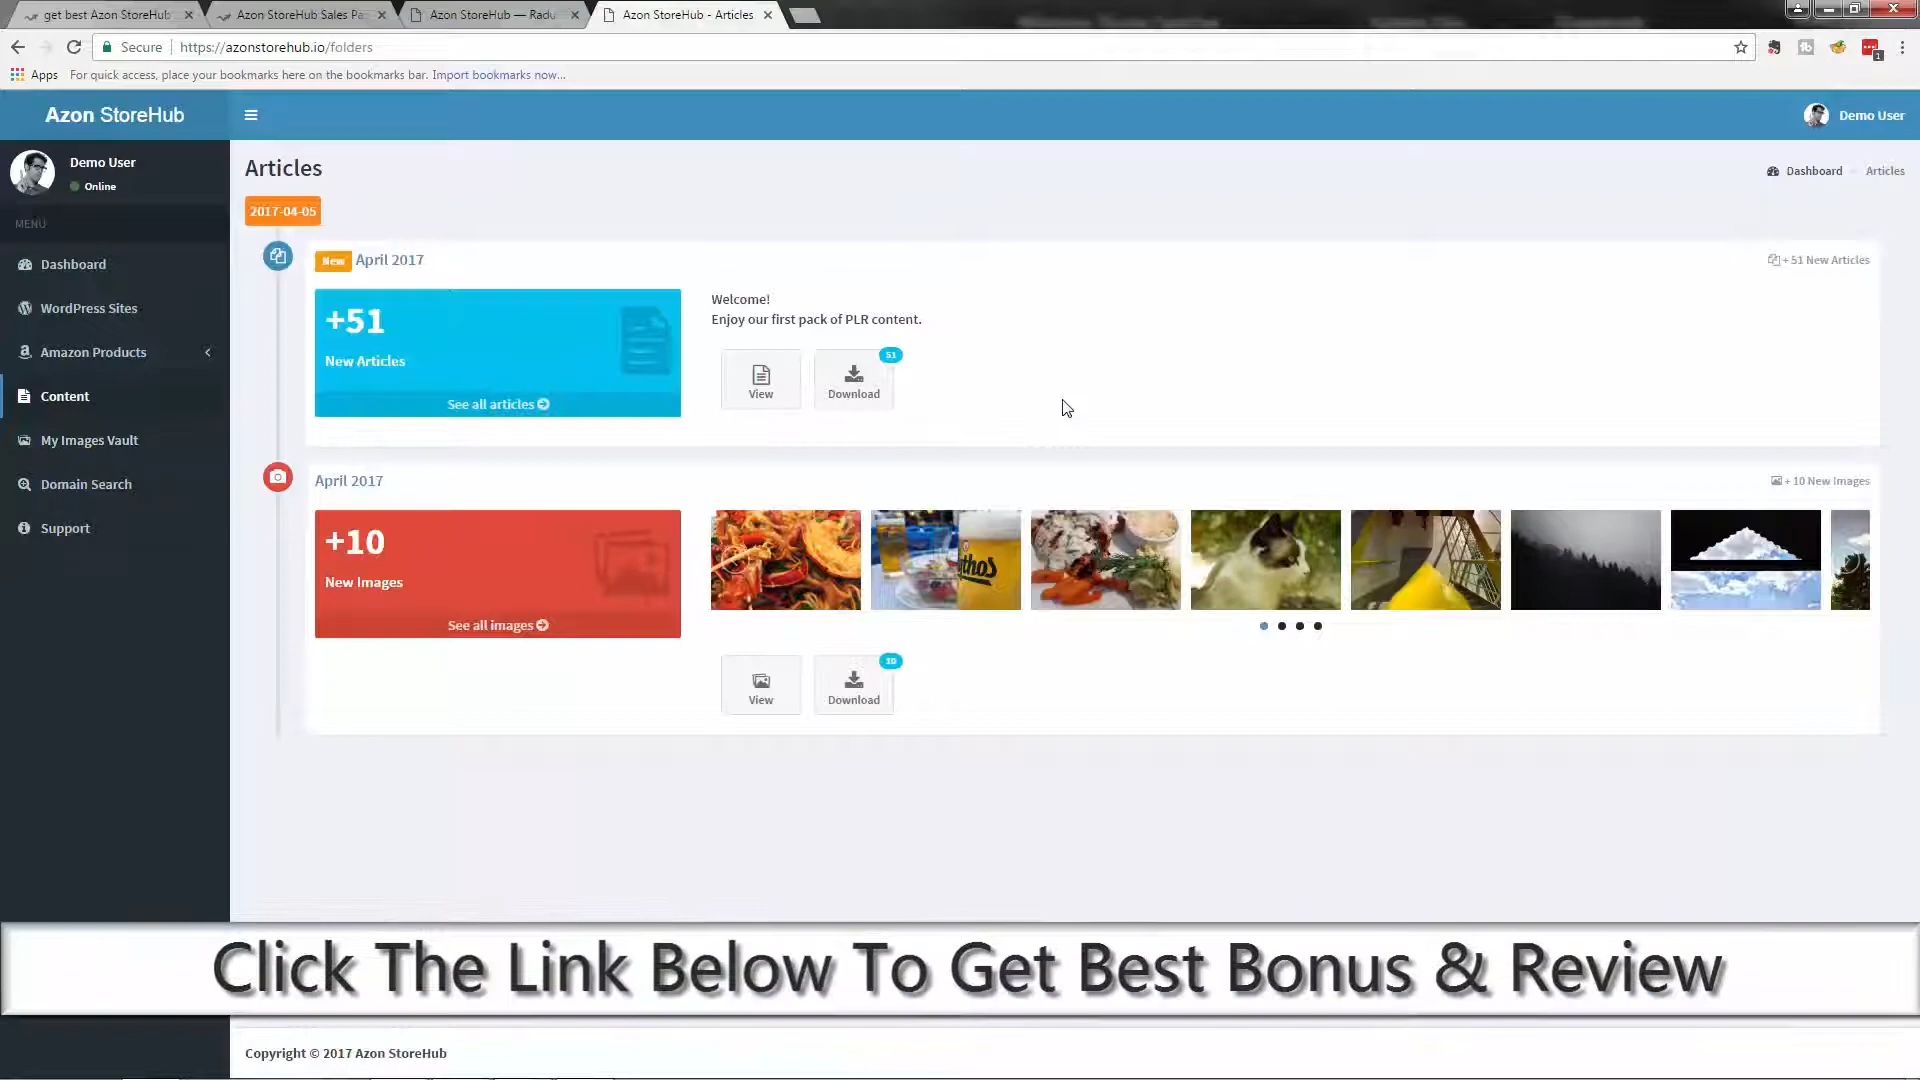 get best Azon StoreHub
Azon StoreHub Sales Pa
Azon StoreHub — Radu
Azon StoreHub - Articles
Secure
https://azonstorehub.io/folders
1
Apps
For quick access, place your bookmarks here on the bookmarks bar. Import bookmarks now...
Azon StoreHub
Demo User
Demo User
Online
MENU
Dashboard
WordPress Sites
Amazon Products
Content
My Images Vault
Domain Search
Support
Articles
Dashboard
Articles
2017-04-05
New April 2017
+ 51 New Articles
+51
New Articles
See all articles
Welcome!
Enjoy our first pack of PLR content.
View
51
Download
April 2017
+ 10 New Images
+10
New Images
See all images
thos
View
10
Download
Click The Link Below To Get Best Bonus & Review
Copyright © 2017 Azon StoreHub